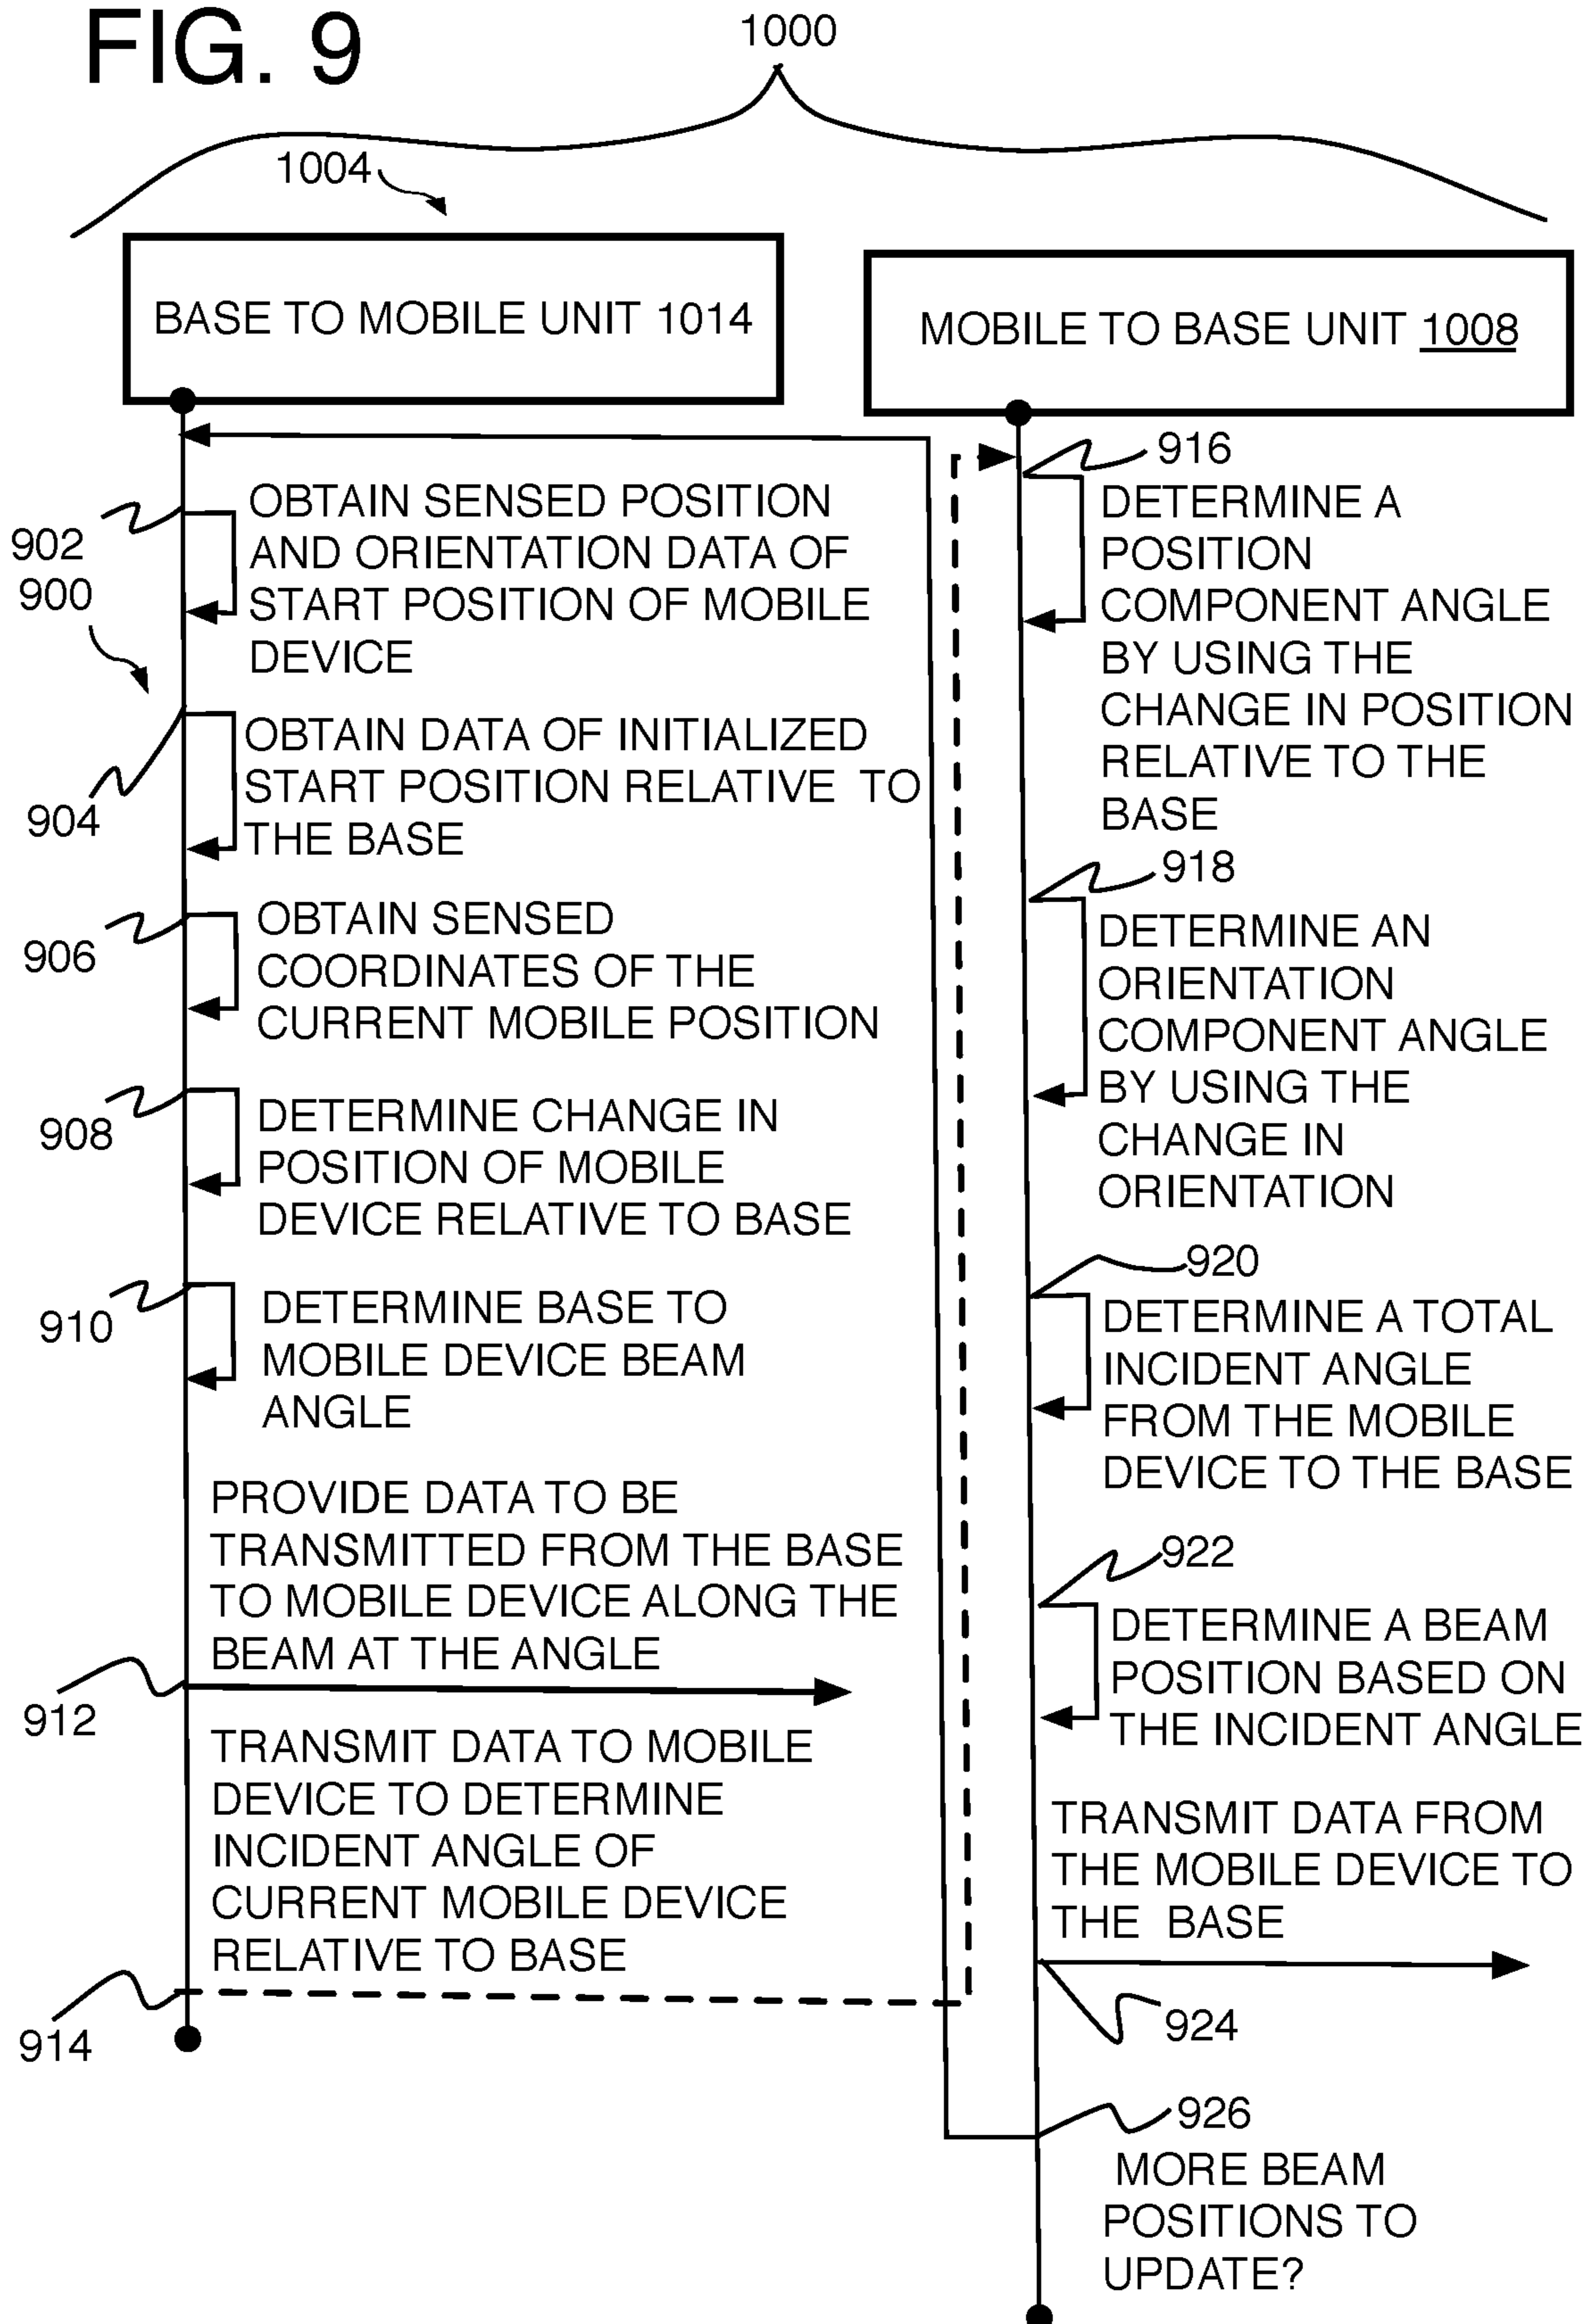 FIG. 9
1000
1004
BASE TO MOBILE UNIT 1014
MOBILE TO BASE UNIT 1008
902
900
OBTAIN SENSED POSITION
AND ORIENTATION DATA OF
START POSITION OF MOBILE
DEVICE
904
OBTAIN DATA OF INITIALIZED
START POSITION RELATIVE TO
THE BASE
906
OBTAIN SENSED
COORDINATES OF THE
CURRENT MOBILE POSITION
908
DETERMINE CHANGE IN
POSITION OF MOBILE
DEVICE RELATIVE TO BASE
910
DETERMINE BASE TO
MOBILE DEVICE BEAM
ANGLE
PROVIDE DATA TO BE
TRANSMITTED FROM THE BASE
TO MOBILE DEVICE ALONG THE
BEAM AT THE ANGLE
912
TRANSMIT DATA TO MOBILE
DEVICE TO DETERMINE
INCIDENT ANGLE OF
CURRENT MOBILE DEVICE
RELATIVE TO BASE
914
916
DETERMINE A
POSITION
COMPONENT ANGLE
BY USING THE
CHANGE IN POSITION
RELATIVE TO THE
BASE
918
DETERMINE AN
ORIENTATION
COMPONENT ANGLE
BY USING THE
CHANGE IN
ORIENTATION
920
DETERMINE A TOTAL
INCIDENT ANGLE
FROM THE MOBILE
DEVICE TO THE BASE
922
DETERMINE A BEAM
POSITION BASED ON
THE INCIDENT ANGLE
TRANSMIT DATA FROM
THE MOBILE DEVICE TO
THE BASE
924
926
MORE BEAM
POSITIONS TO
UPDATE?